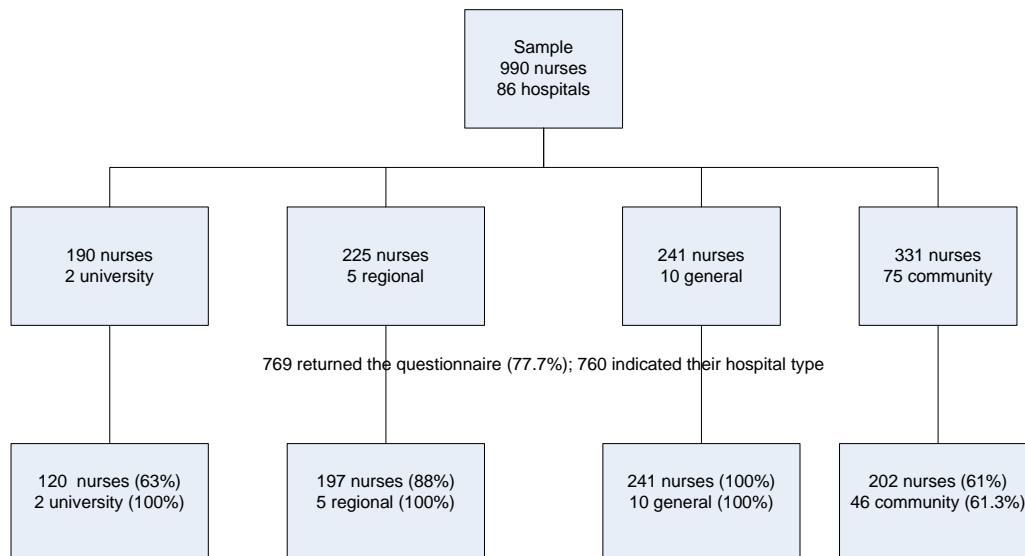 Sample
990 nurses
86 hospitals
190 nurses
2 university
225 nurses
5 regional
241 nurses
10 general
331 nurses
75 community
769 returned the questionnaire (77.7%); 760 indicated their hospital type
120 nurses (63%)
2 university (100%)
197 nurses (88%)
5 regional (100%)
241 nurses (100%)
10 general (100%)
202 nurses (61%)
46 community (61.3%)